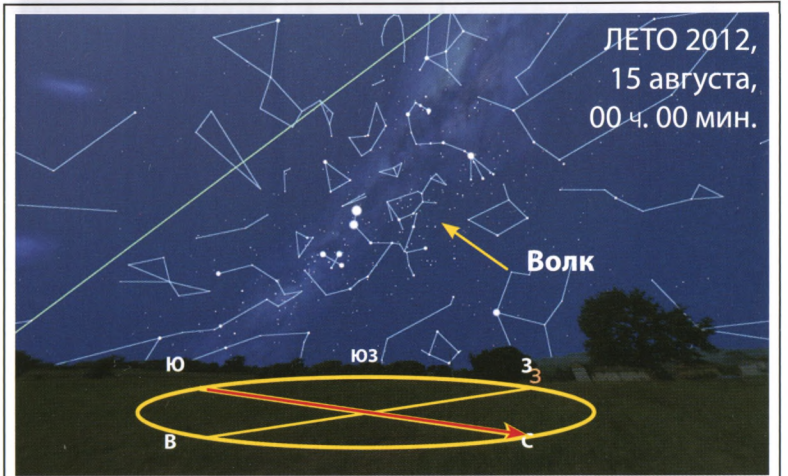 ЛЕТО 2012,
15 августа,
00 ч. 00 мин.
Волк
Ю
ЮЗ
З
З
В
С